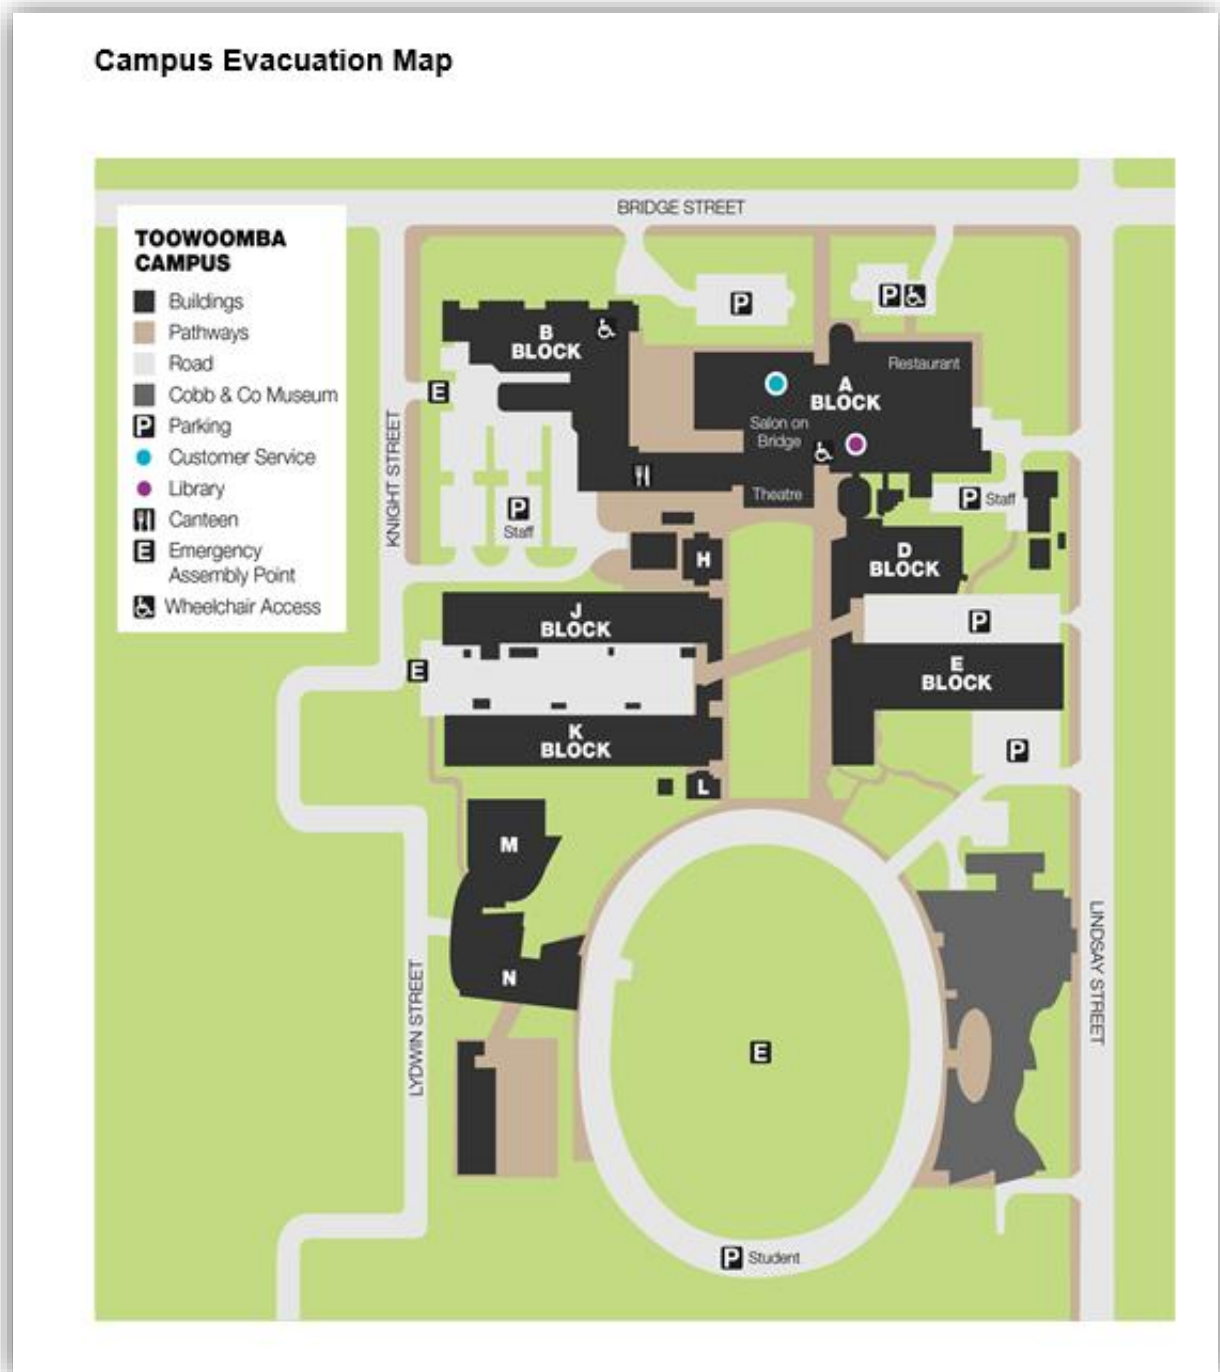 Campus Evacuation Map
BRIDGE STREET
TOOWOOMBA
CAMPUS
Buildings
Pathways
Road
Cobb & Co Museum
P Parking
Customer Service
Library
Canteen
E Emergency
Assembly Point
Wheelchair Access
P
P
B
BLOCK
Restaurant
A
BLOCK
Salon on
Bridge
Theatre
E
KNIGHT STREET
P
Staff
P Staff
H
D
BLOCK
J
BLOCK
P
E
E
BLOCK
K
BLOCK
P
L
M
N
LYDWIN STREET
LINDSAY STREET
E
P Student